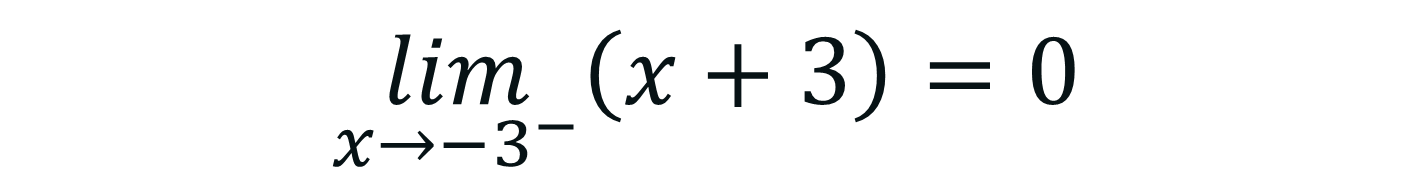 lim (x + 3) = 0
x→−3⁻